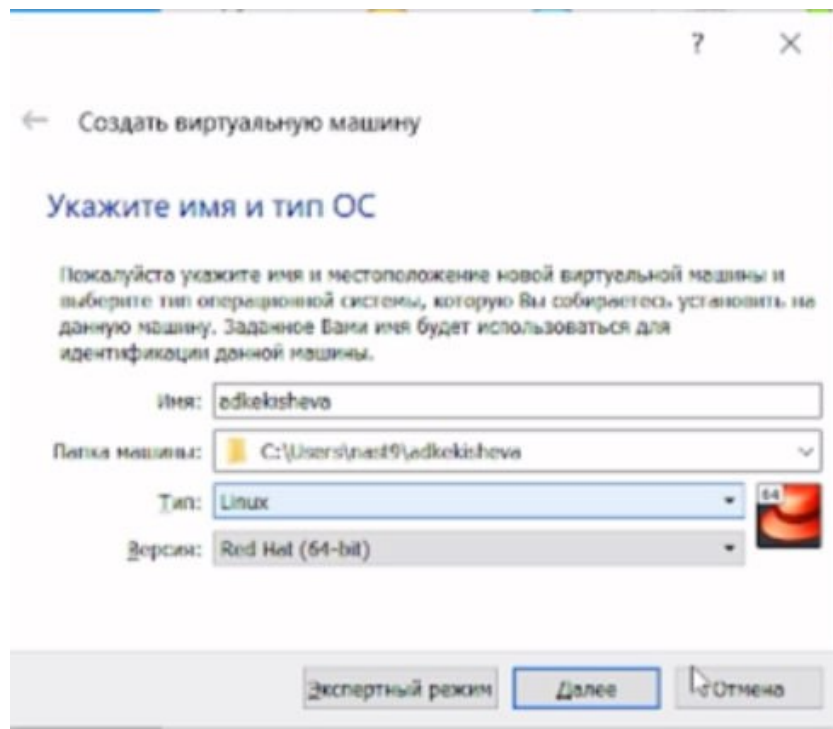 ?
Создать виртуальную машину
Укажите имя и тип ОС
Пожалуйста укажите имя и местоположение новой виртуальной машины и
выберите тип операционной системы, которую Вы собираетесь установить на
данную машину. Заданное Вами имя будет использоваться для
идентификации данной машины.
Имя: adkekisheva
Папка машины: C:\Users\nast9\adkekisheva
Тип: Linux
64
Версия: Red Hat (64-bit)
Экспертный режим Далее Отмена